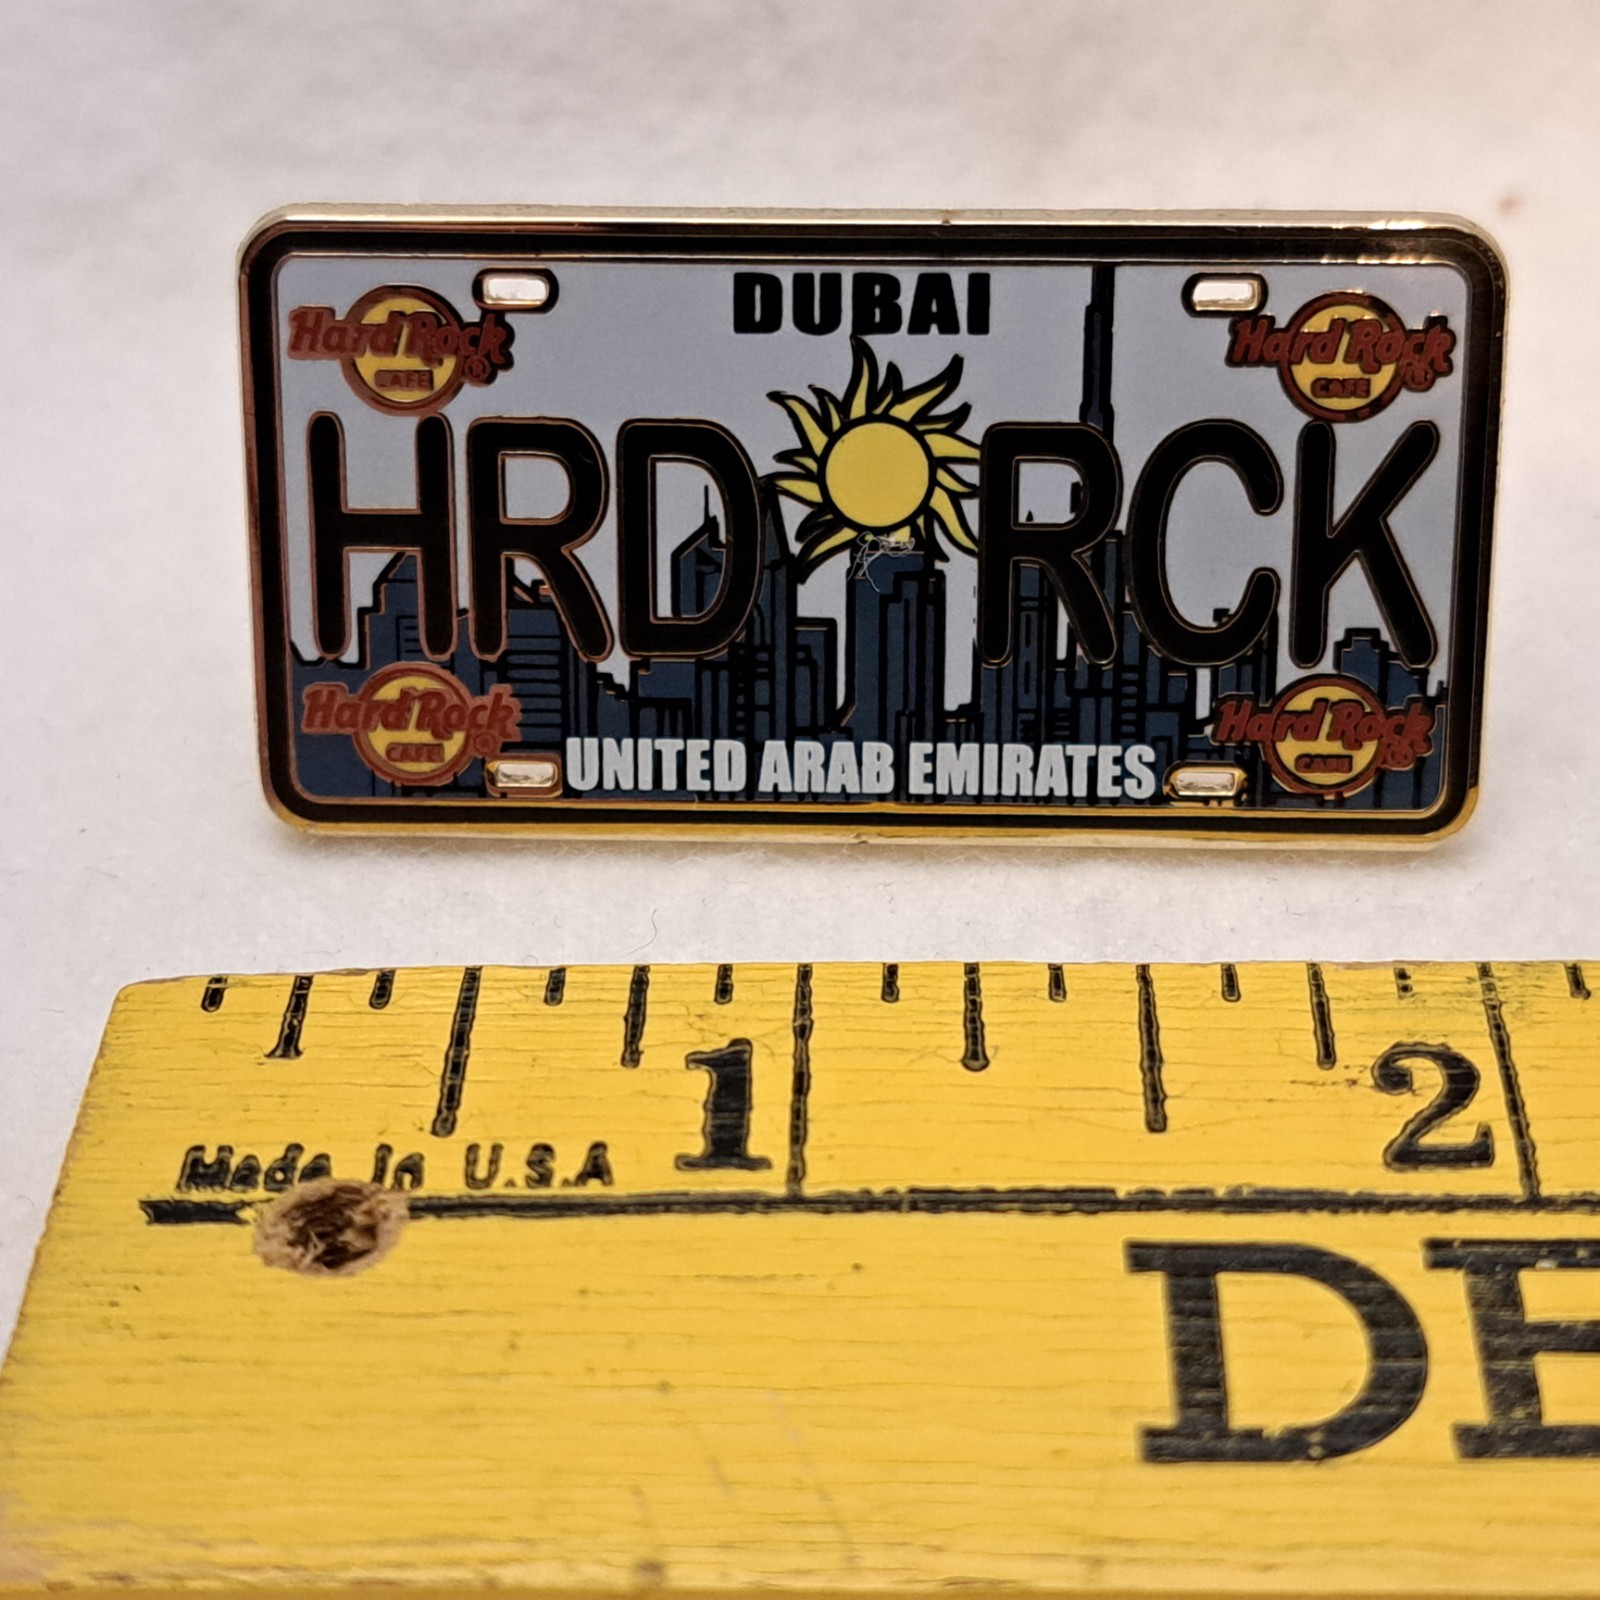 DUBAI
Hard Rock ®
CAFE
Hard Rock ®
CAFE
HRD RCK
Hard Rock ®
CAFE
Hard Rock ®
CAFE
UNITED ARAB EMIRATES
1
2
Made In U.S.A
DE